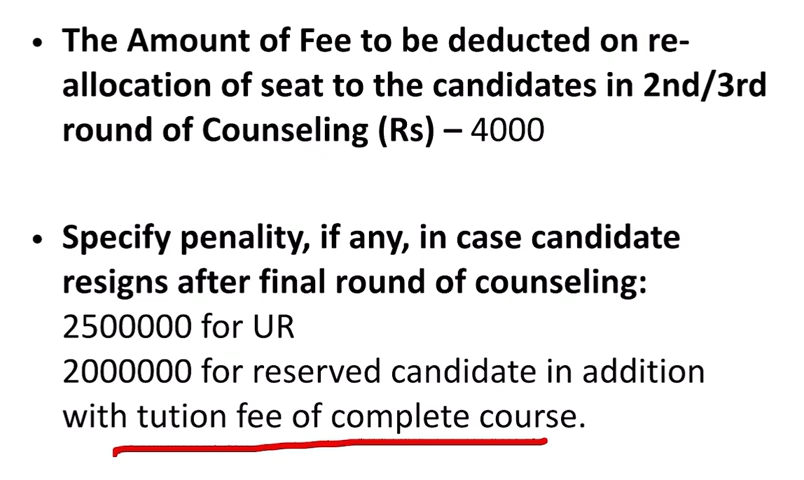 • The Amount of Fee to be deducted on re-
allocation of seat to the candidates in 2nd/3rd
round of Counseling (Rs) – 4000
• Specify penality, if any, in case candidate
resigns after final round of counseling:
2500000 for UR
2000000 for reserved candidate in addition
with tution fee of complete course.